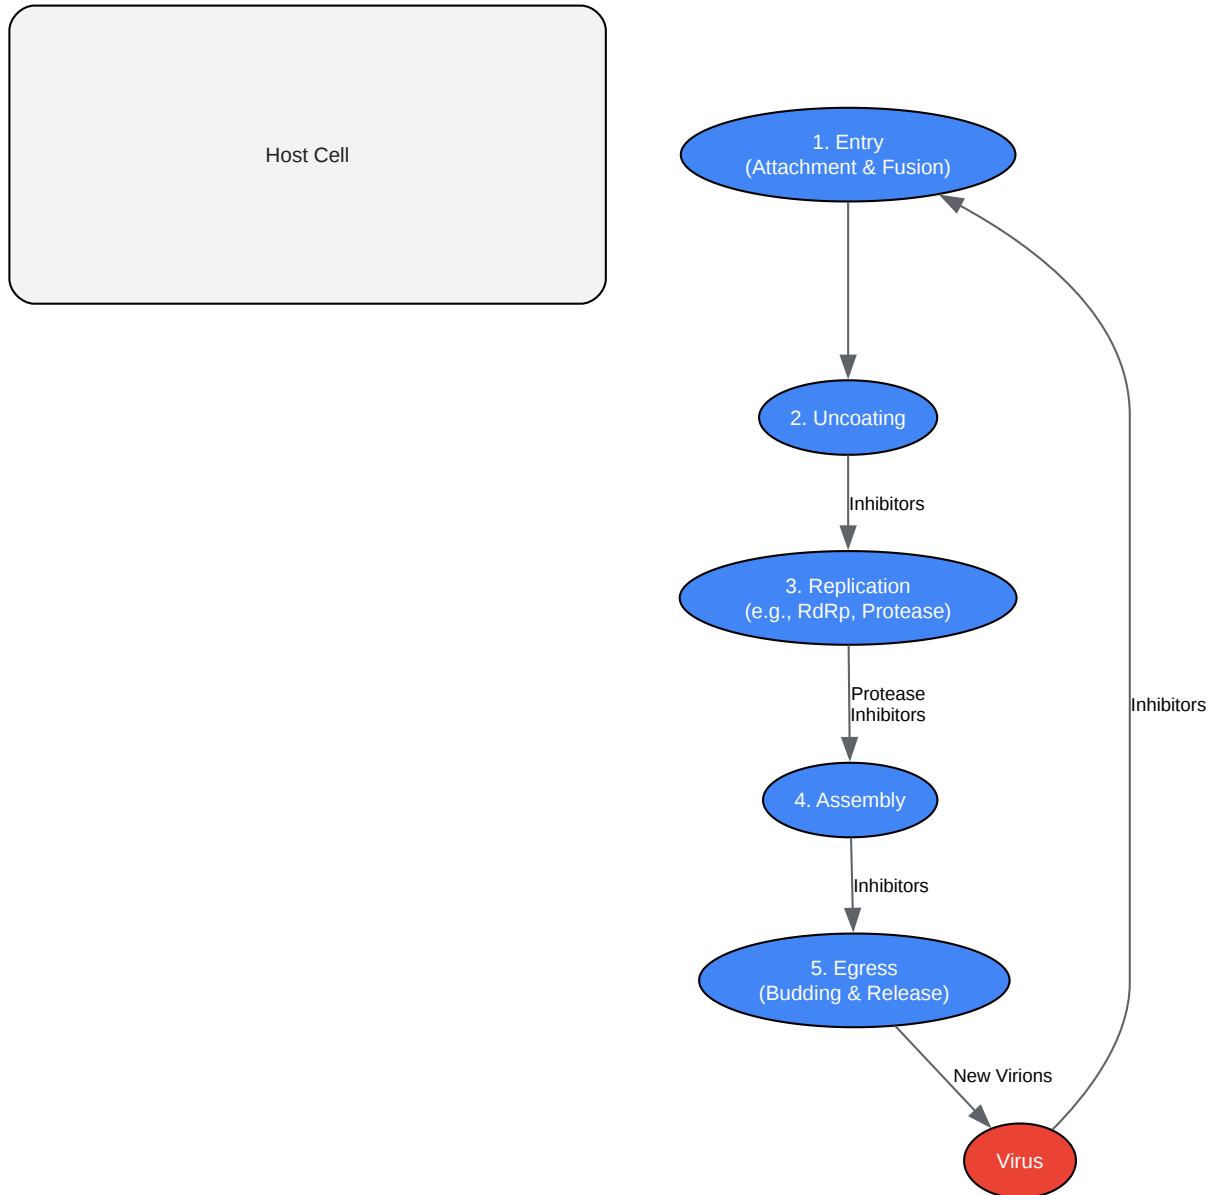 Host Cell
1. Entry
(Attachment & Fusion)
2. Uncoating
Inhibitors
3. Replication
(e.g., RdRp, Protease)
Protease
Inhibitors
Inhibitors
4. Assembly
Inhibitors
5. Egress
(Budding & Release)
New Virions
Virus